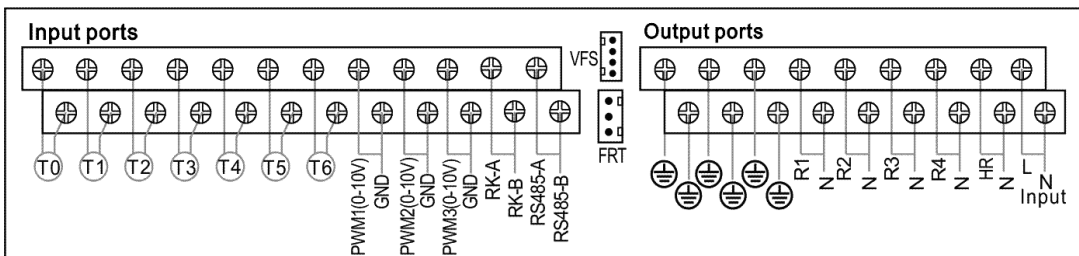 Input ports
VFS
Output ports
FRT
T0 T1 T2 T3 T4 T5 T6
PWM1(0-10V)
GND
PWM2(0-10V)
GND
PWM3(0-10V)
GND
RK-A
RK-B
RS485-A
RS485-B
R1
N
R2
N
R3
N
R4
N
HR
N
L
N
Input